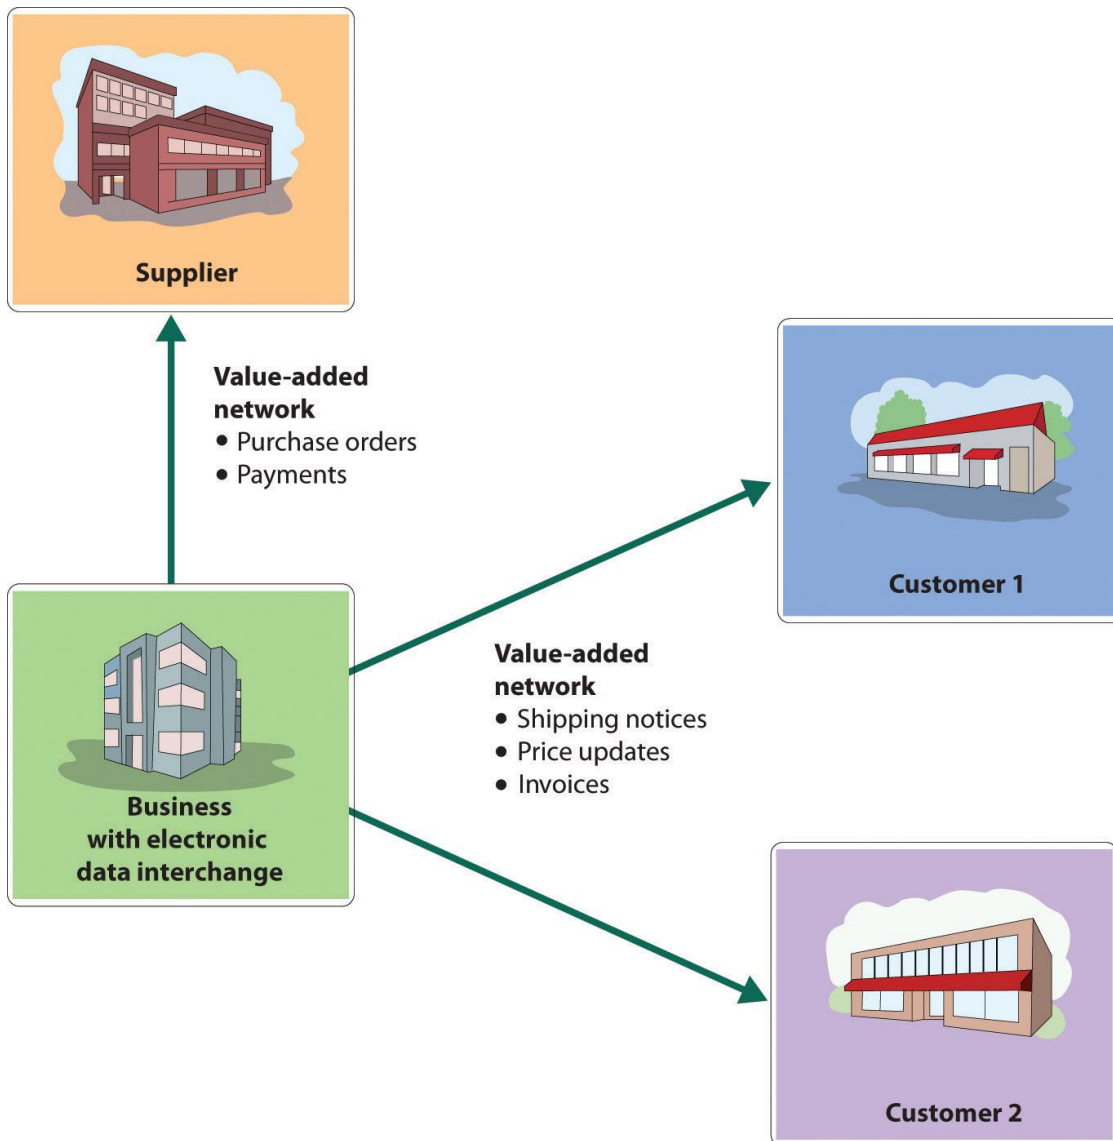 Supplier
Value-added
network
• Purchase orders
• Payments
Customer 1
Business
with electronic
data interchange
Value-added
network
• Shipping notices
• Price updates
• Invoices
Customer 2